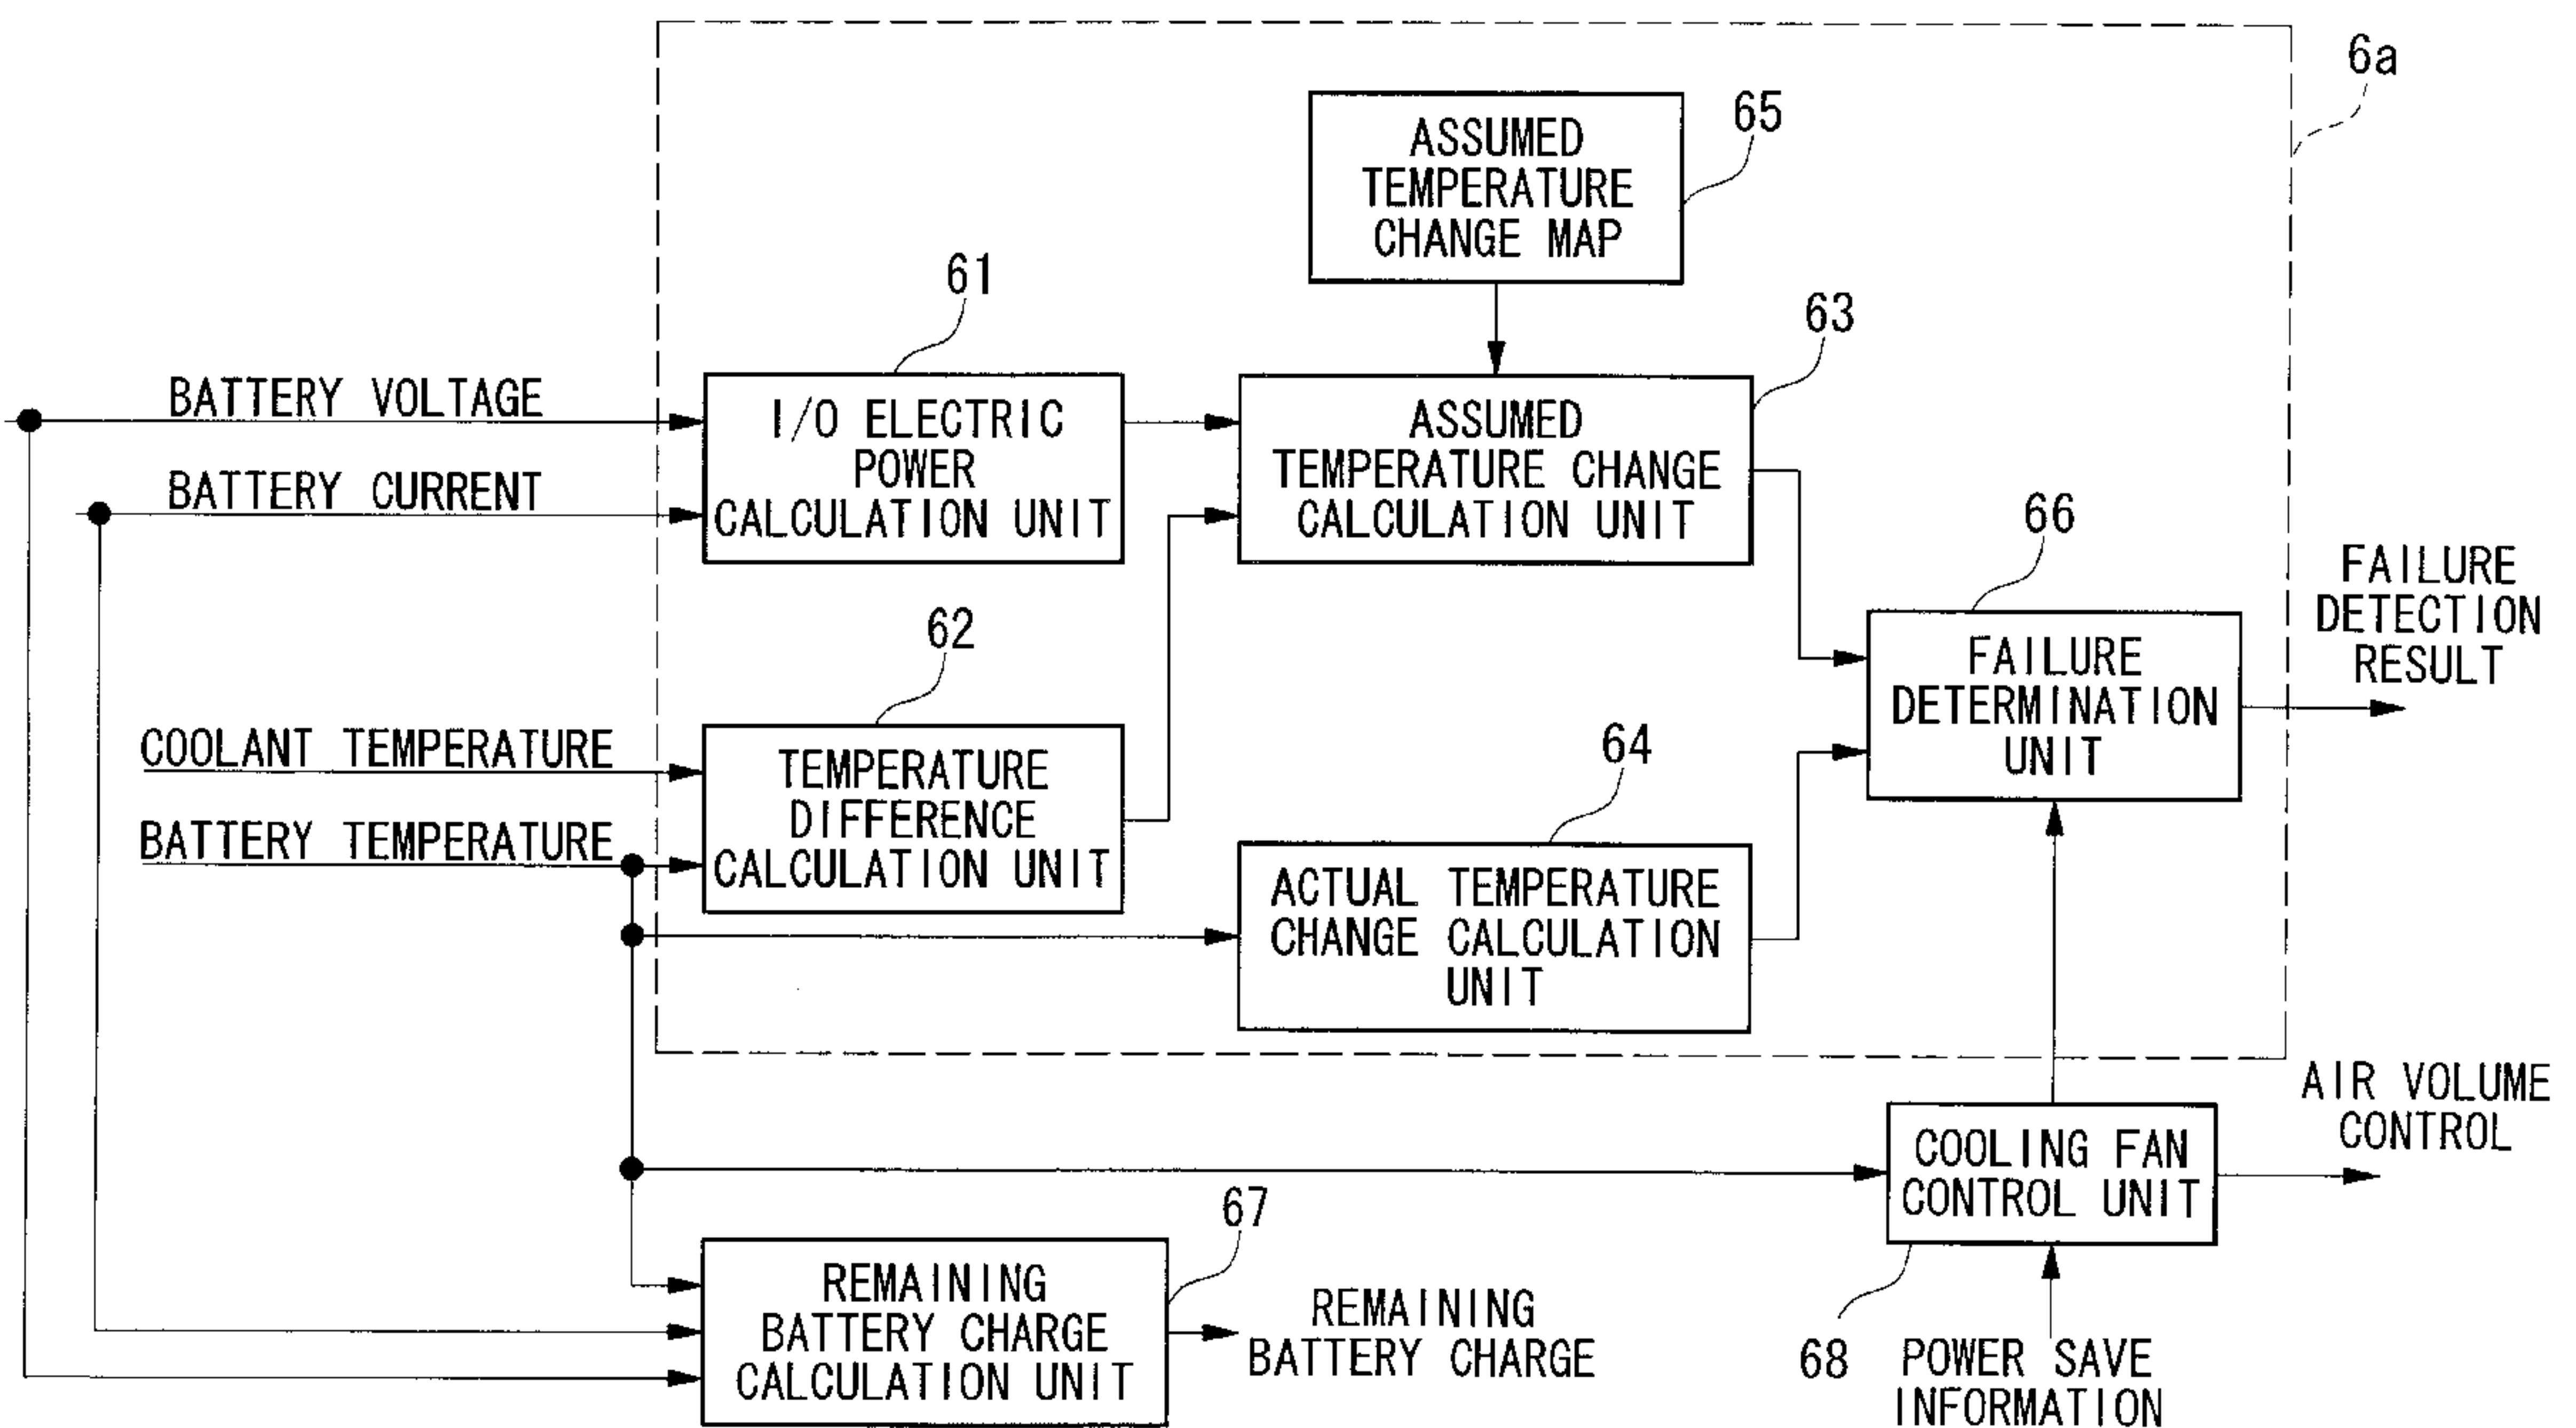 6a
ASSUMED
TEMPERATURE
CHANGE MAP
65
61
63
BATTERY VOLTAGE
BATTERY CURRENT
I/O ELECTRIC
POWER
CALCULATION UNIT
ASSUMED
TEMPERATURE CHANGE
CALCULATION UNIT
66
FAILURE
DETECTION
RESULT
62
FAILURE
DETERMINATION
UNIT
COOLANT TEMPERATURE
BATTERY TEMPERATURE
TEMPERATURE
DIFFERENCE
CALCULATION UNIT
64
ACTUAL TEMPERATURE
CHANGE CALCULATION
UNIT
AIR VOLUME
CONTROL
COOLING FAN
CONTROL UNIT
67
REMAINING
BATTERY CHARGE
CALCULATION UNIT
REMAINING
BATTERY CHARGE
68
POWER SAVE
INFORMATION